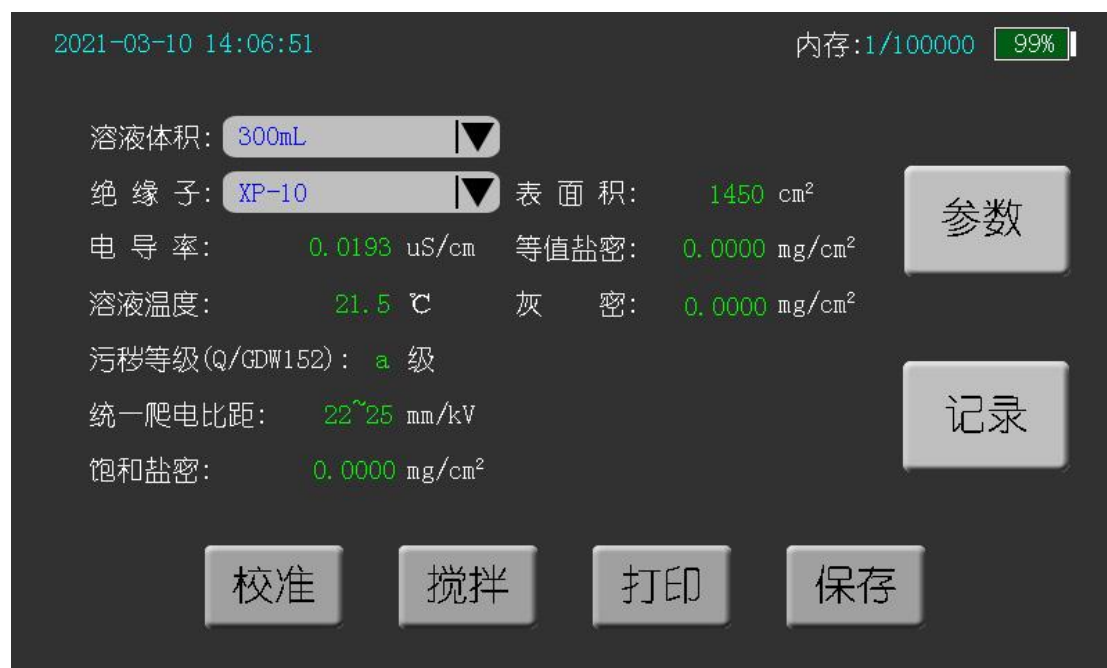 2021-03-10 14:06:51 内存:1/100000 99%
溶液体积: 300mL
绝 缘 子: XP-10 表 面 积: 1450 cm²
参数
电 导 率: 0.0193 uS/cm 等值盐密: 0.0000 mg/cm²
溶液温度: 21.5 ℃ 灰 密: 0.0000 mg/cm²
污秽等级(Q/GDW152): a 级
统一爬电比距: 22~25 mm/kV
记录
饱和盐密: 0.0000 mg/cm²
校准 搅拌 打印 保存